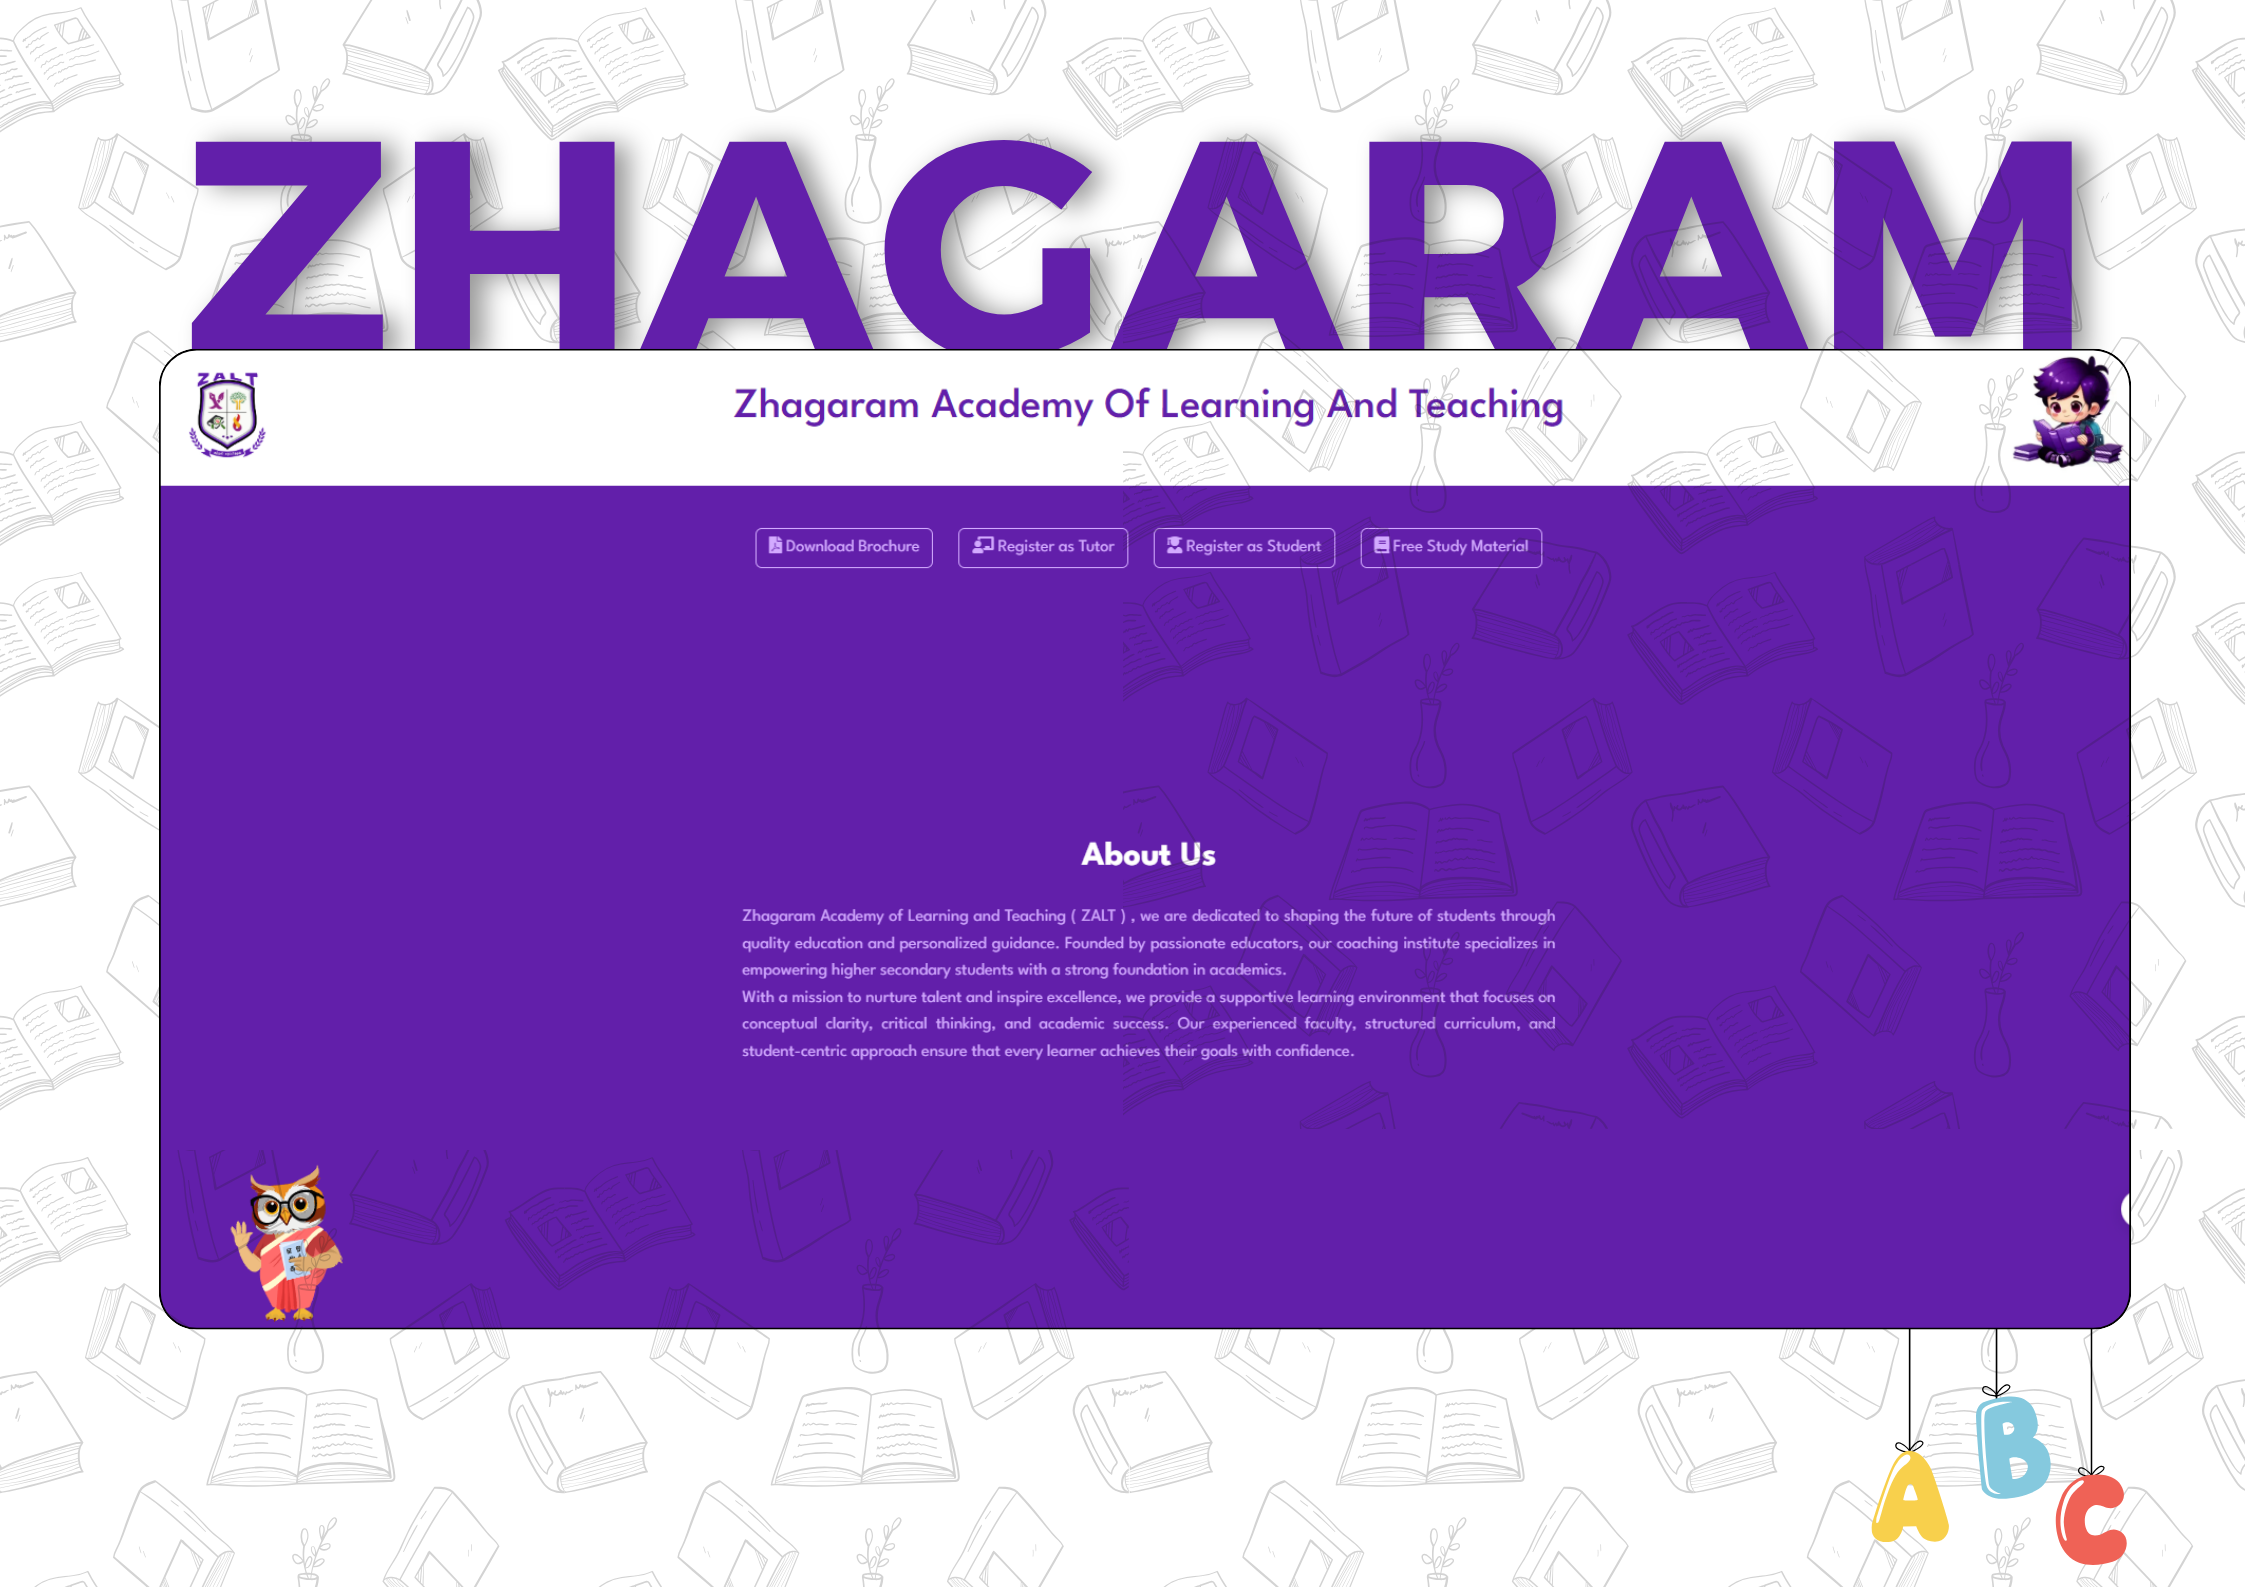 ZHAGARAM
ZALT
Zhagaram Academy Of Learning And Teaching
Download Brochure
Register as Tutor
Register as Student
Free Study Material
About Us
Zhagaram Academy of Learning and Teaching ( ZALT ) , we are dedicated to shaping the future of students through
quality education and personalized guidance. Founded by passionate educators, our coaching institute specializes in
empowering higher secondary students with a strong foundation in academics.
With a mission to nurture talent and inspire excellence, we provide a supportive learning environment that focuses on
conceptual clarity, critical thinking, and academic success. Our experienced faculty, structured curriculum, and
student-centric approach ensure that every learner achieves their goals with confidence.
A
B
C